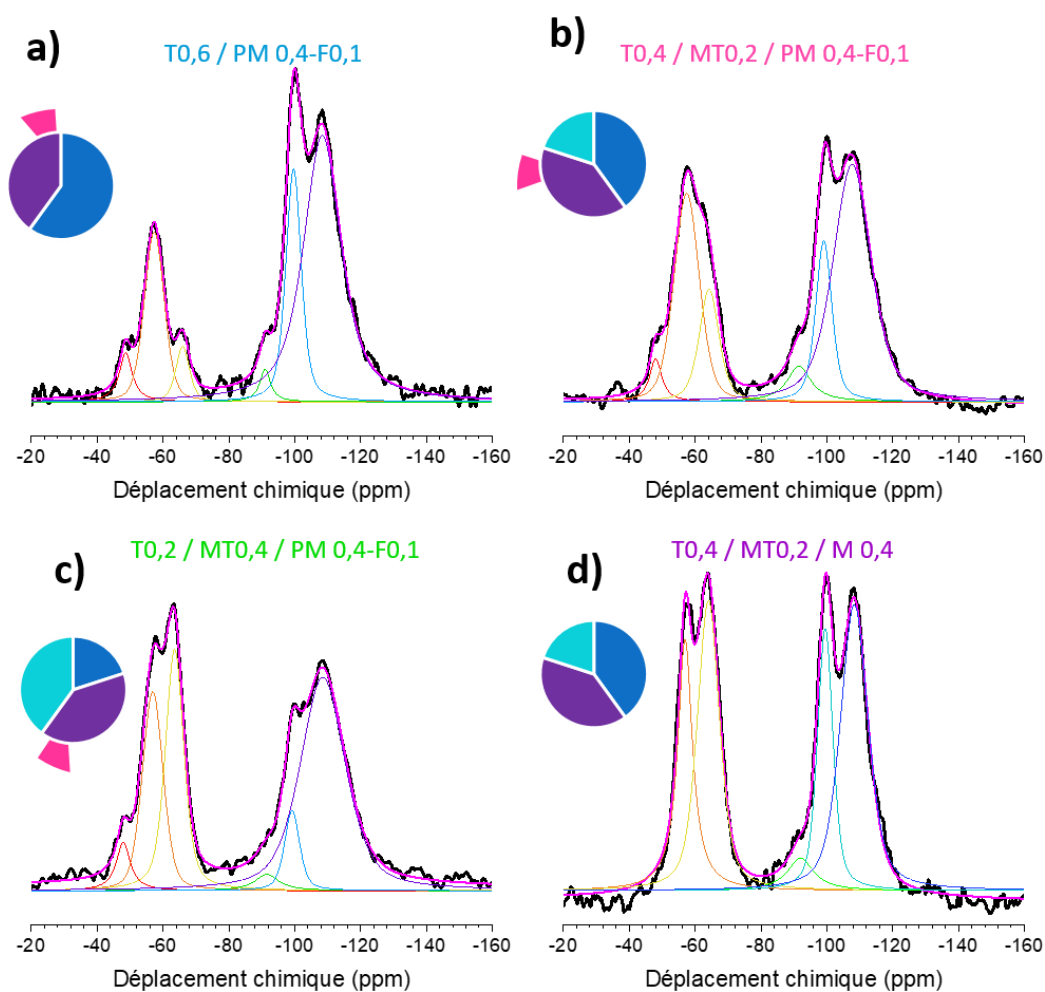 a)
T0,6 / PM 0,4-F0,1
-20 -40 -60 -80 -100 -120 -140 -160
Déplacement chimique (ppm)
b)
T0,4 / MT0,2 / PM 0,4-F0,1
-20 -40 -60 -80 -100 -120 -140 -160
Déplacement chimique (ppm)
c)
T0,2 / MT0,4 / PM 0,4-F0,1
-20 -40 -60 -80 -100 -120 -140 -160
Déplacement chimique (ppm)
d)
T0,4 / MT0,2 / M 0,4
-20 -40 -60 -80 -100 -120 -140 -160
Déplacement chimique (ppm)